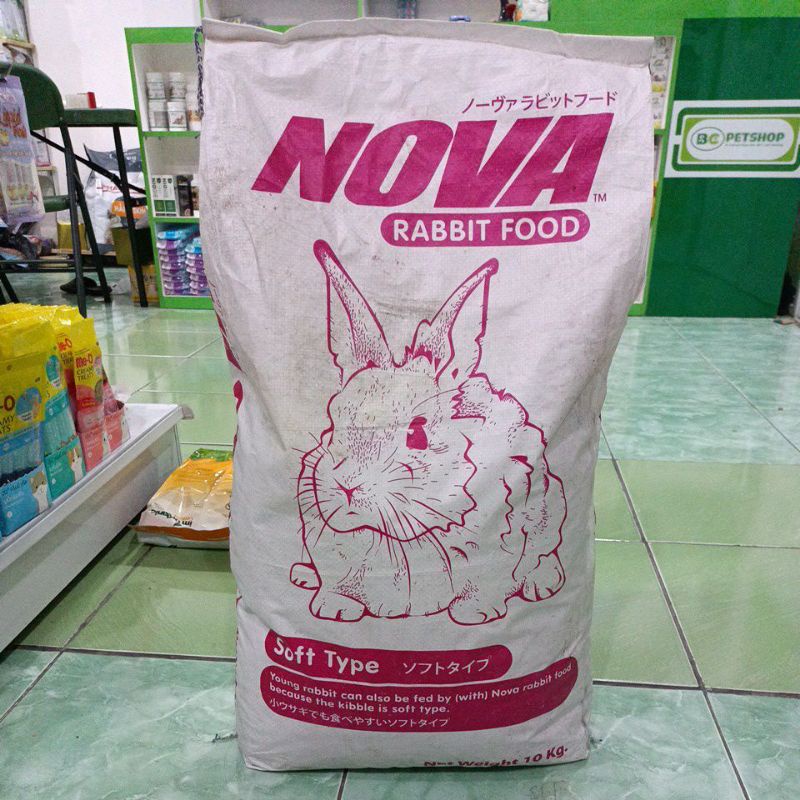 ノーヴァ ラビットフード
NOVA
TM
RABBIT FOOD
Soft Type ソフトタイプ
Young rabbit can also be fed by (with) Nova rabbit food
because the kibble is soft type.
小ウサギでも食べやすいソフトタイプ
Net Weight 10 Kg.
BC PETSHOP
me-O